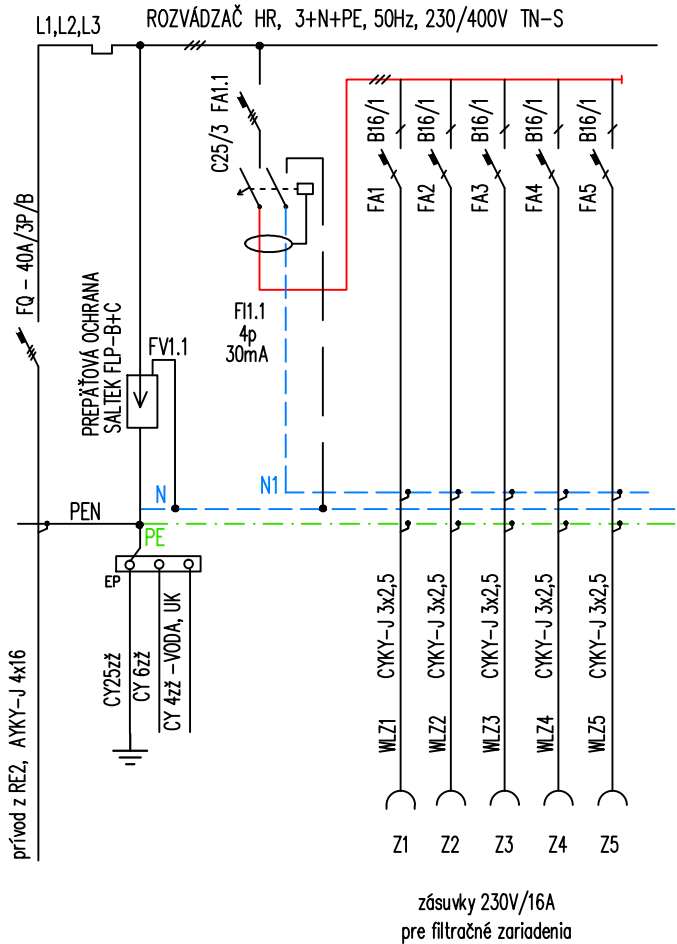 ROZVÁDZAČ HR, 3+N+PE, 50Hz, 230/400V TN-S
L1,L2,L3
FQ - 40A/3P/B
PREPÄŤOVÁ OCHRANA
SALTEK FLP-B+C
FV1.1
C25/3 FA1.1
FI1.1
4p
30mA
B16/1
B16/1
B16/1
B16/1
B16/1
FA1
FA2
FA3
FA4
FA5
N
N1
PEN
PE
EP
CY25zž
CY 6zž
CY 4zž -VODA, UK
prívod z RE2, AYKY-J 4x16
CYKY-J 3x2,5
CYKY-J 3x2,5
CYKY-J 3x2,5
CYKY-J 3x2,5
CYKY-J 3x2,5
WLZ1
WLZ2
WLZ3
WLZ4
WLZ5
Z1
Z2
Z3
Z4
Z5
zásuvky 230V/16A
pre filtračné zariadenia